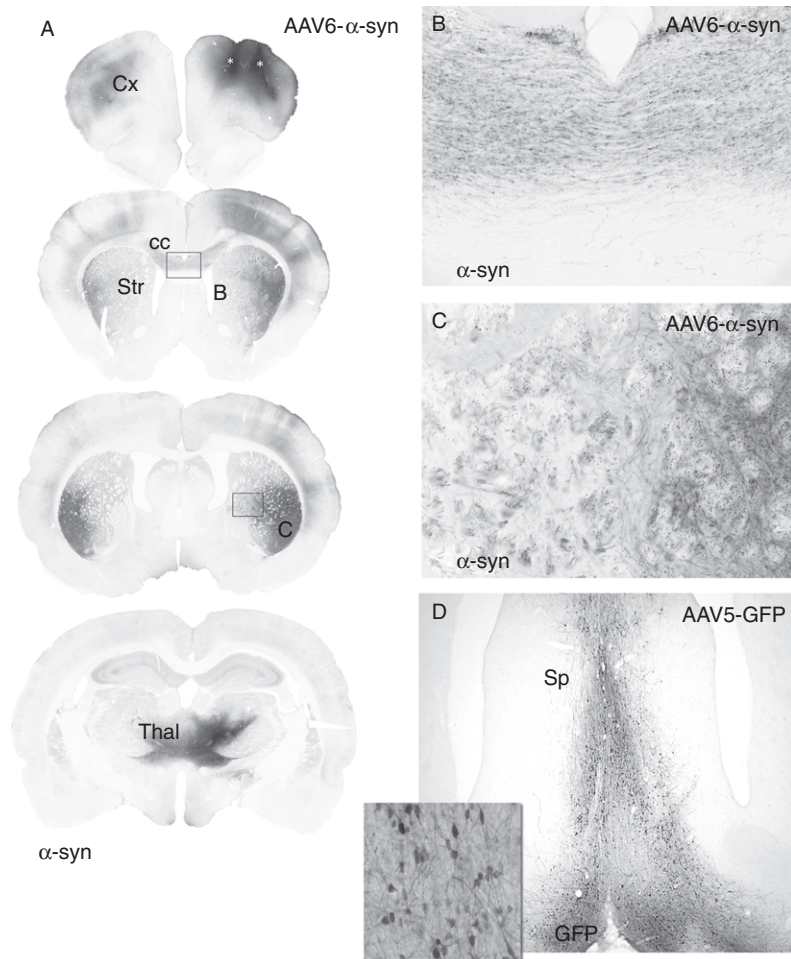 A
AAV6-α-syn
* *
Cx
cc
Str
B
C
Thal
α-syn
B
AAV6-α-syn
α-syn
C
AAV6-α-syn
α-syn
D
AAV5-GFP
Sp
GFP